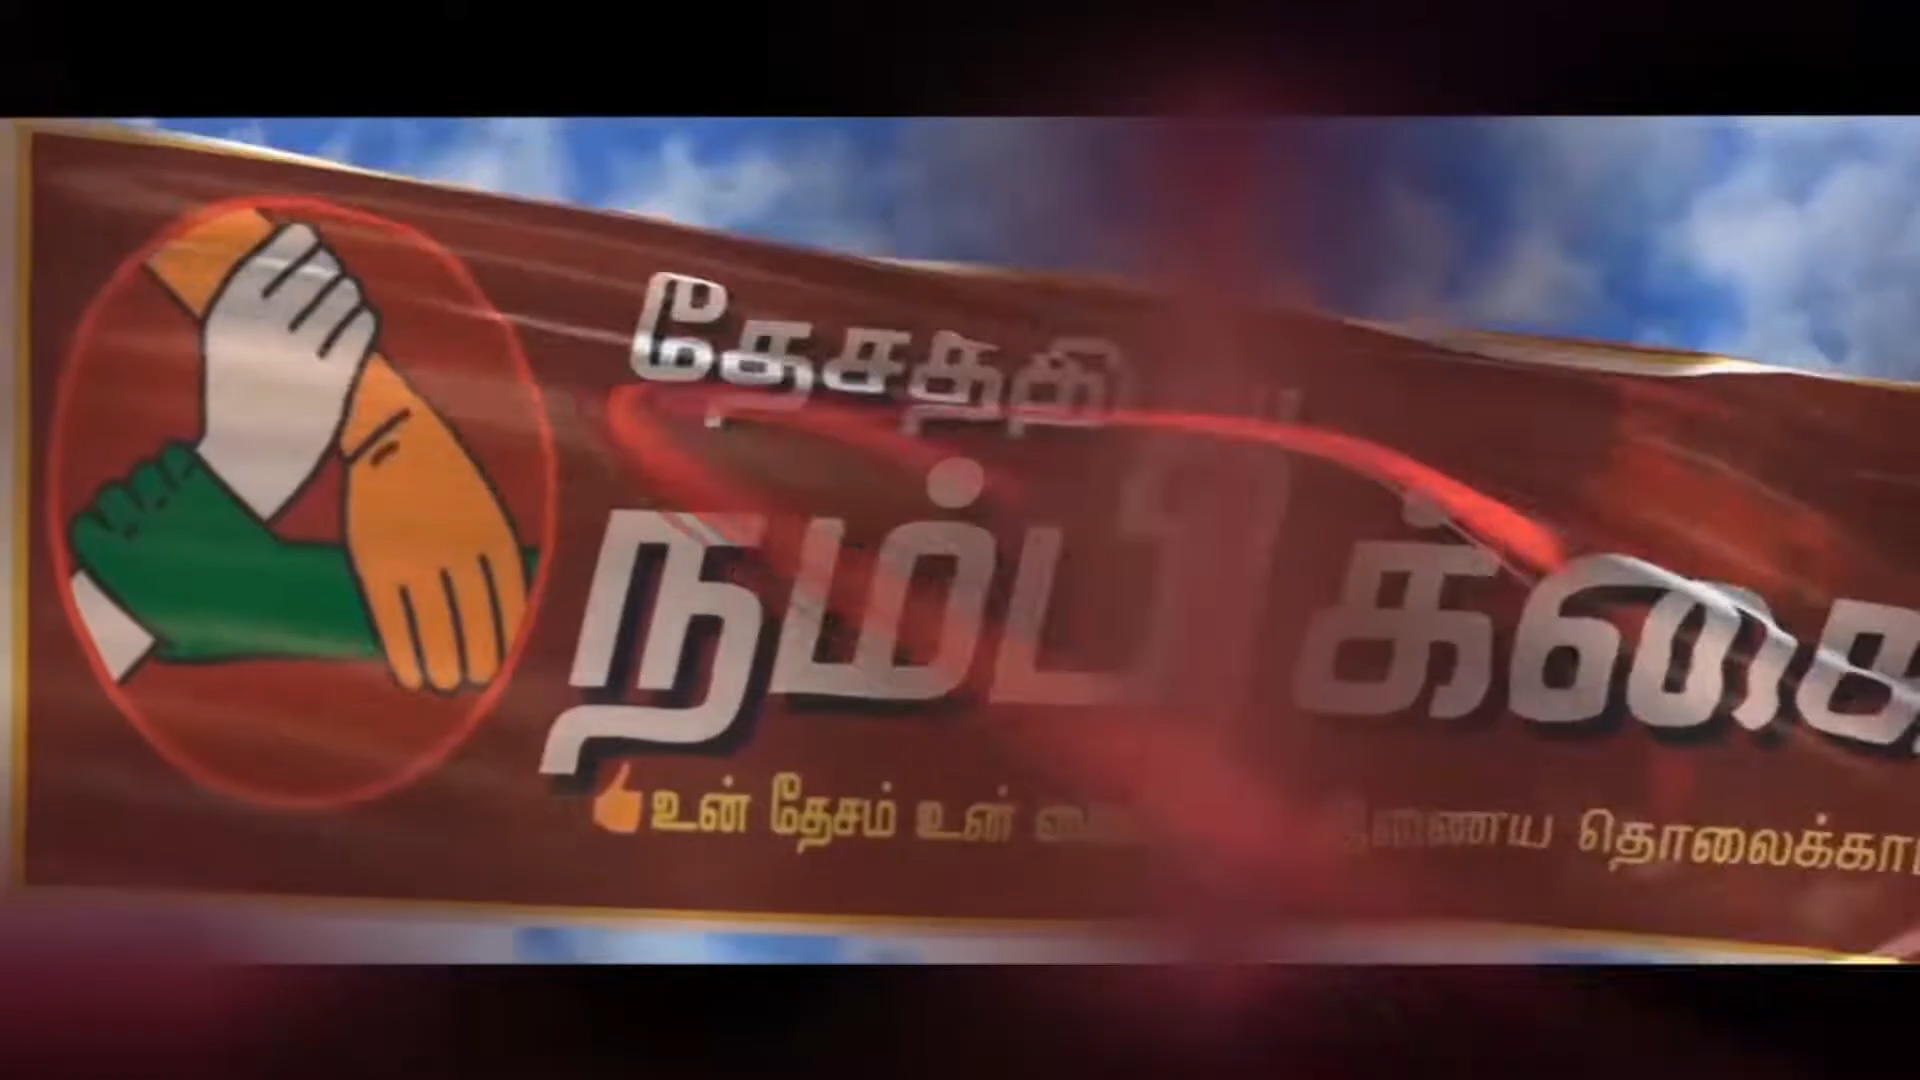 தேசத்தி
நம்பிக்கை
உன் தேசம் உன் இணைய தொலைக்கா